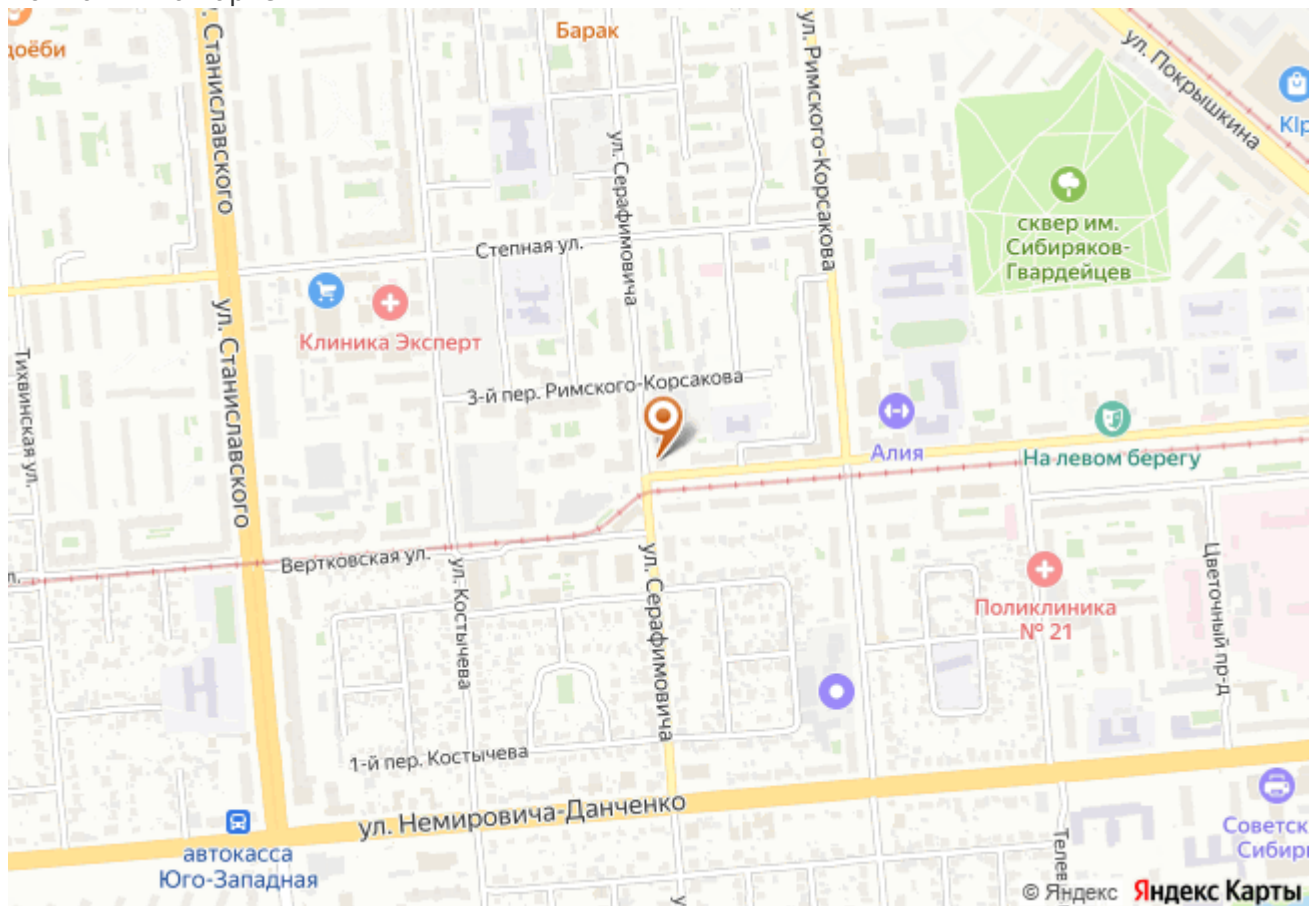 ул. Станиславского
Барак
ул. Римского-Корсакова
ул. Покрышкина
ул. Серафимовича
сквер им.
Сибиряков-
Гвардейцев
Степная ул.
Клиника Эксперт
ул. Станиславского
Тихвинская ул.
3-й пер. Римского-Корсакова
Алия
На левом берегу
Вертковская ул.
ул. Костычева
ул. Серафимовича
Поликлиника
№ 21
Цветочный пр-д
1-й пер. Костычева
ул. Немировича-Данченко
автокасса
Юго-Западная
© Яндекс Яндекс Карты